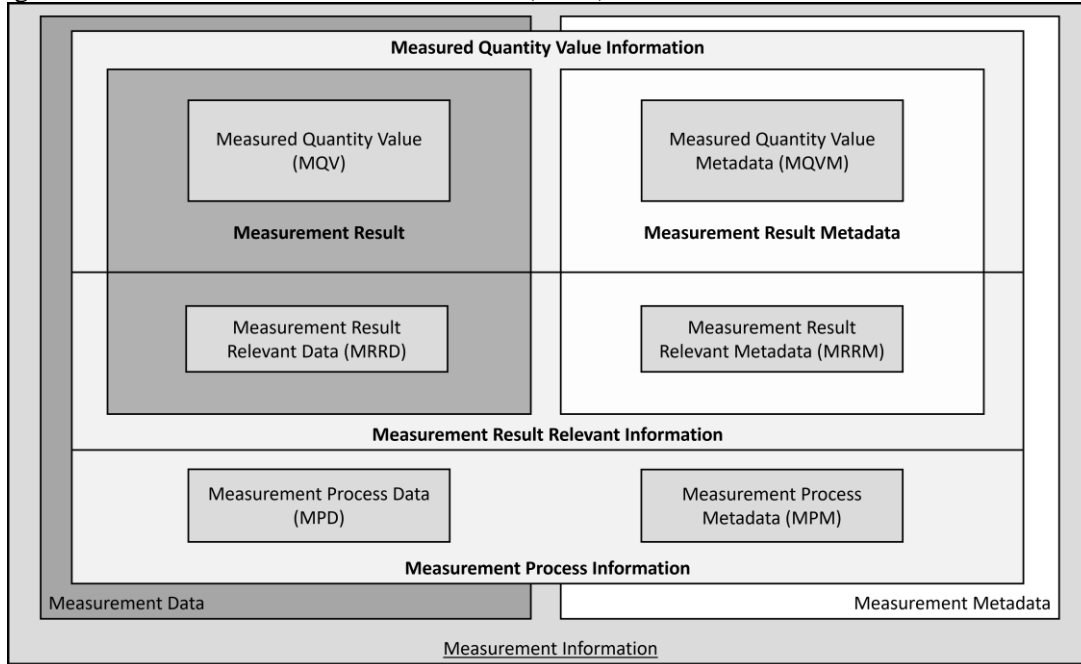 Measured Quantity Value Information
Measured Quantity Value
(MQV)
Measured Quantity Value
Metadata (MQVM)
Measurement Result
Measurement Result Metadata
Measurement Result
Relevant Data (MRRD)
Measurement Result
Relevant Metadata (MRRM)
Measurement Result Relevant Information
Measurement Process Data
(MPD)
Measurement Process
Metadata (MPM)
Measurement Process Information
Measurement Data
Measurement Metadata
Measurement Information